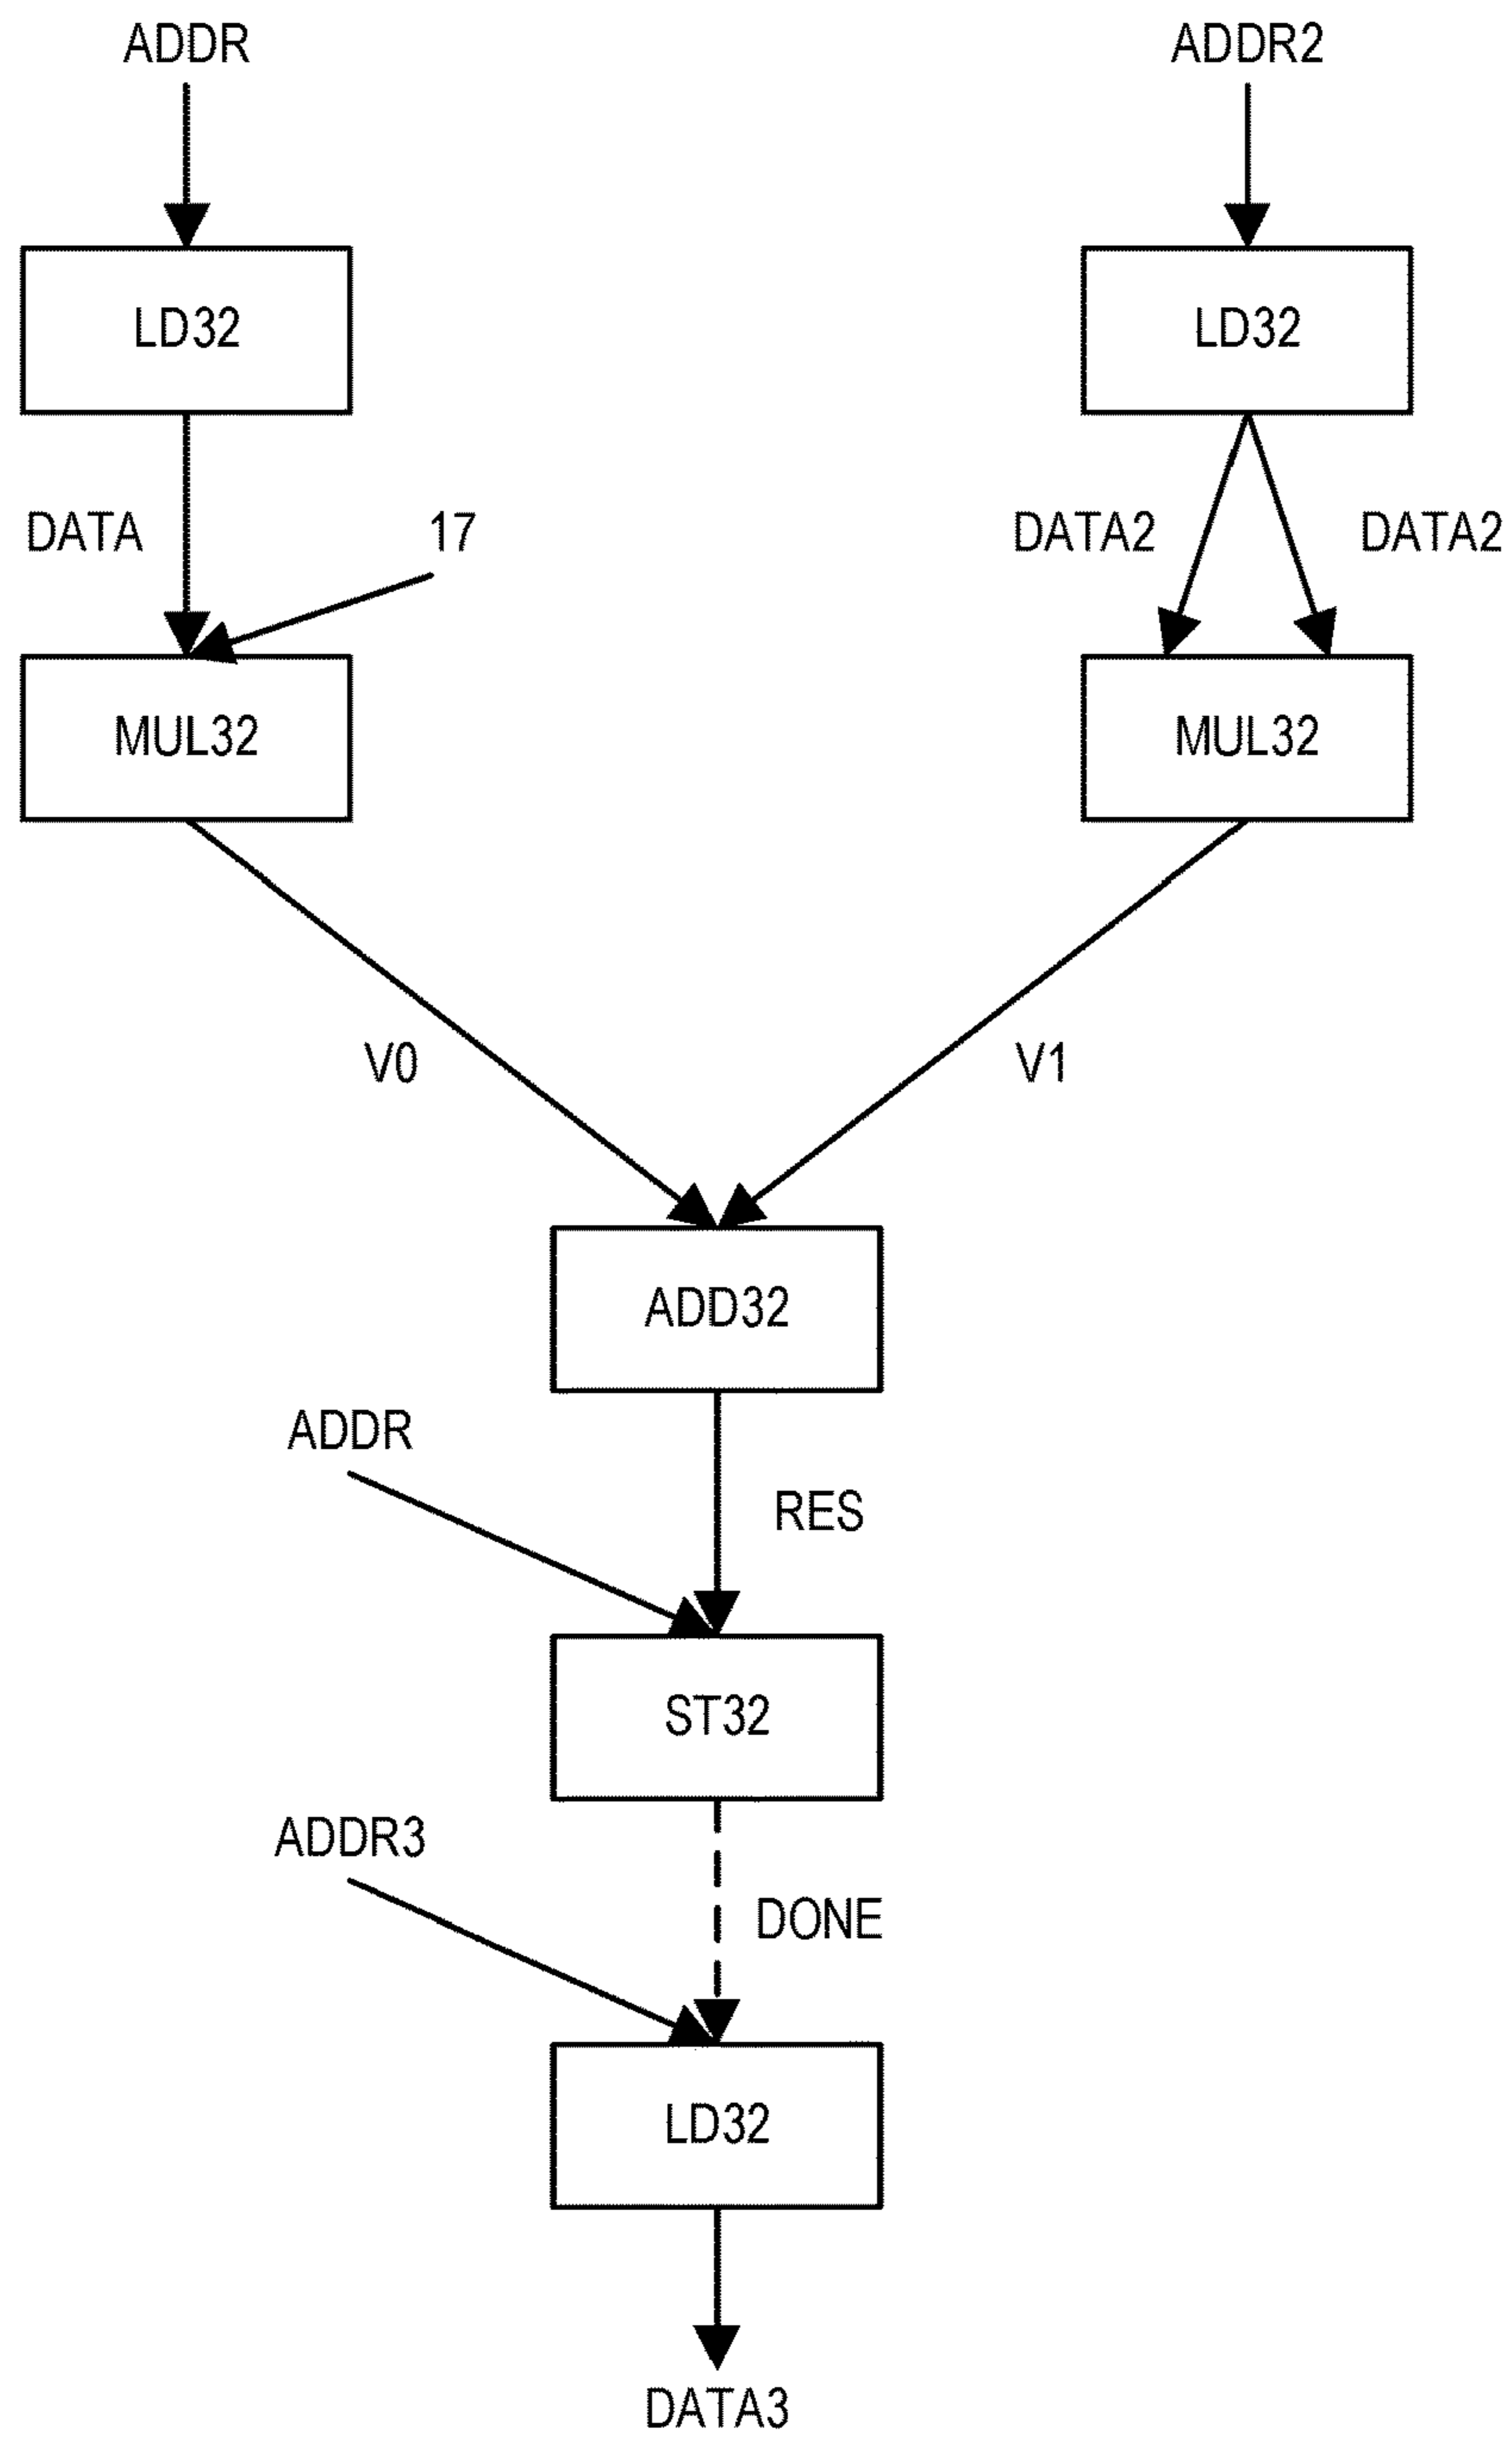 ADDR ADDR2
LD32 LD32
DATA 17 DATA2 DATA2
MUL32 MUL32
V0 V1
ADD32
ADDR
RES
ST32
ADDR3
DONE
LD32
DATA3